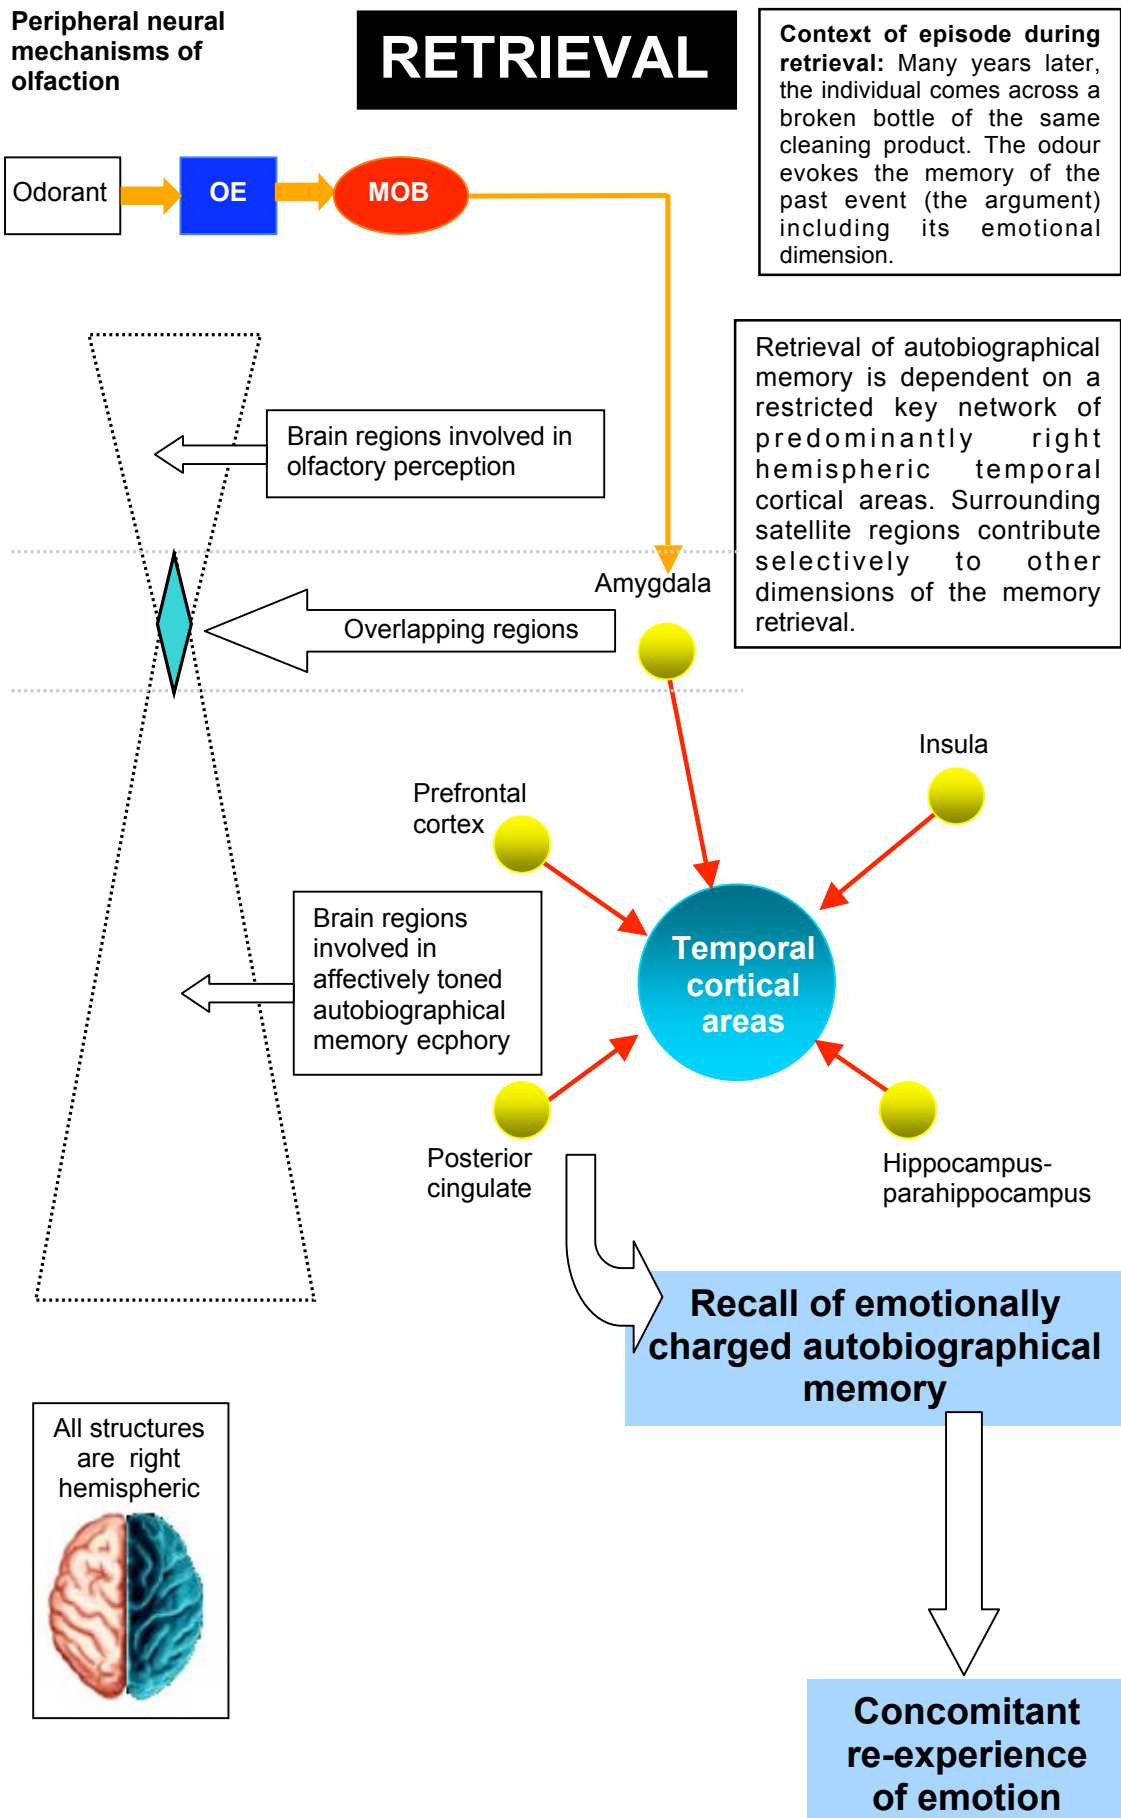 Peripheral neural
mechanisms of
olfaction
RETRIEVAL
Context of episode during
retrieval: Many years later,
the individual comes across a
broken bottle of the same
cleaning product. The odour
evokes the memory of the
past event (the argument)
including its emotional
dimension.
Odorant
OE
MOB
Retrieval of autobiographical
memory is dependent on a
restricted key network of
predominantly right
hemispheric temporal
cortical areas. Surrounding
satellite regions contribute
selectively to other
dimensions of the memory
retrieval.
Brain regions involved in
olfactory perception
Amygdala
Overlapping regions
Insula
Prefrontal
cortex
Brain regions
involved in
affectively toned
autobiographical
memory ecphory
Temporal
cortical
areas
Posterior
cingulate
Hippocampus-
parahippocampus
Recall of emotionally
charged autobiographical
memory
All structures
are right
hemispheric
Concomitant
re-experience
of emotion